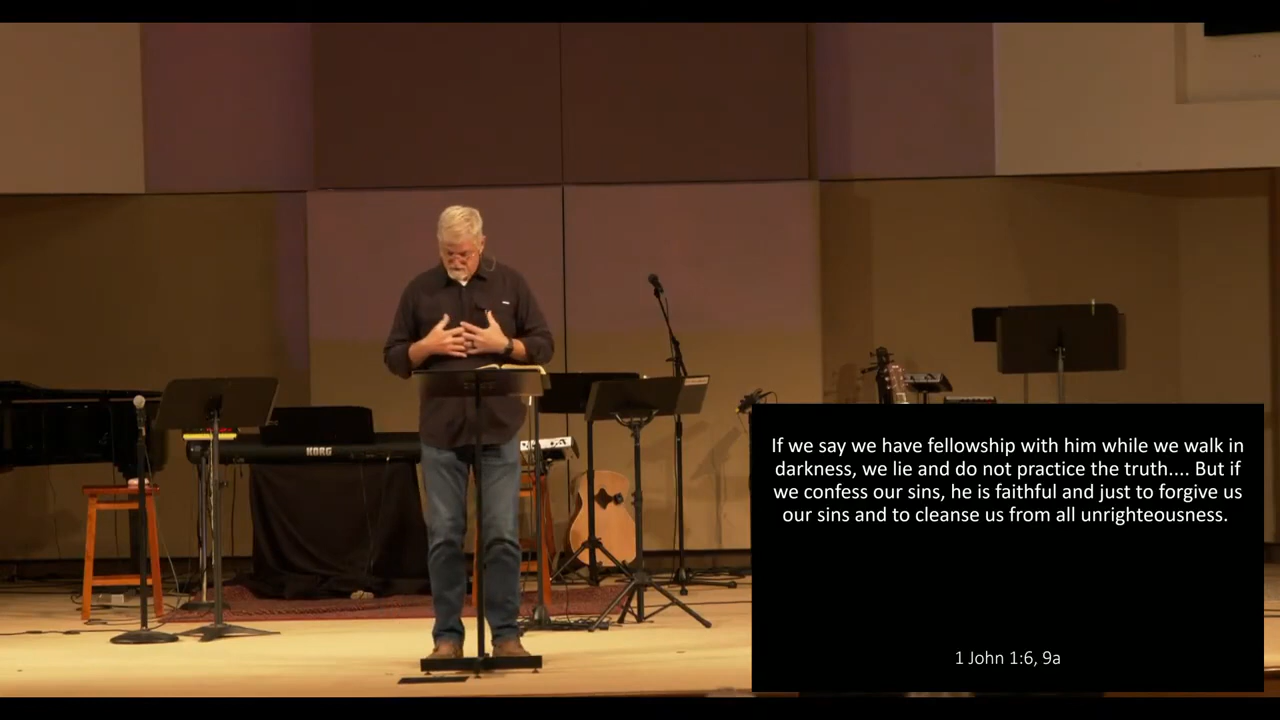 KORG
If we say we have fellowship with him while we walk in
darkness, we lie and do not practice the truth.... But if
we confess our sins, he is faithful and just to forgive us
our sins and to cleanse us from all unrighteousness.
1 John 1:6, 9a